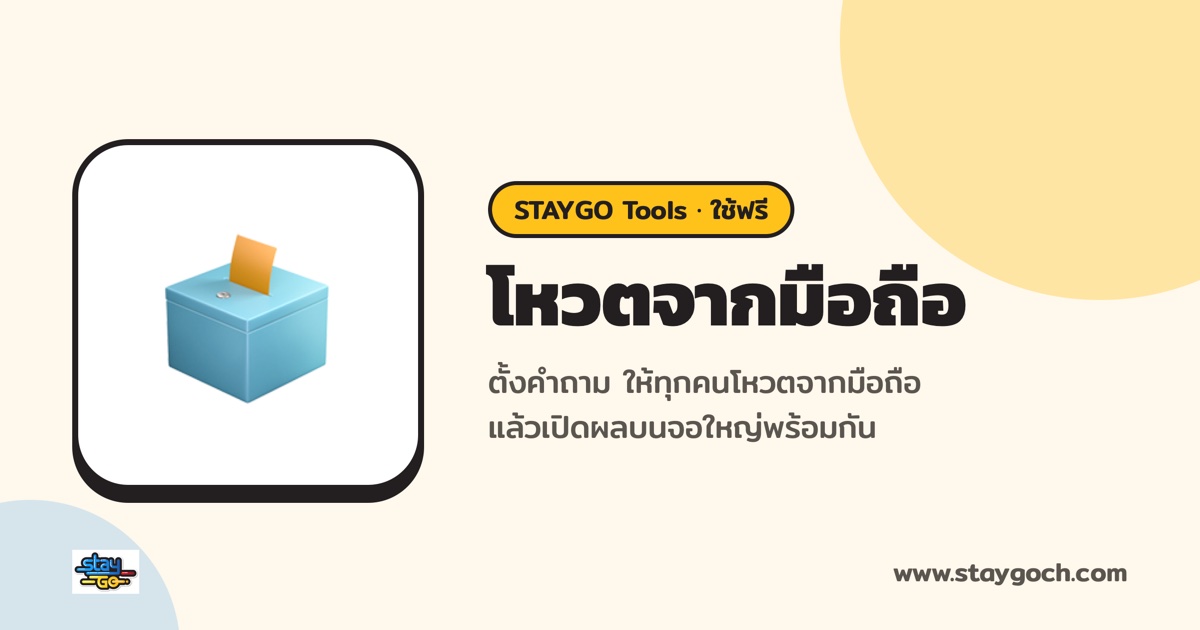 STAYGO Tools · ใช้ฟรี
โหวตจากมือถือ
ตั้งคำถาม ให้ทุกคนโหวตจากมือถือ
แล้วเปิดผลบนจอใหญ่พร้อมกัน
stay
GO
www.staygoch.com